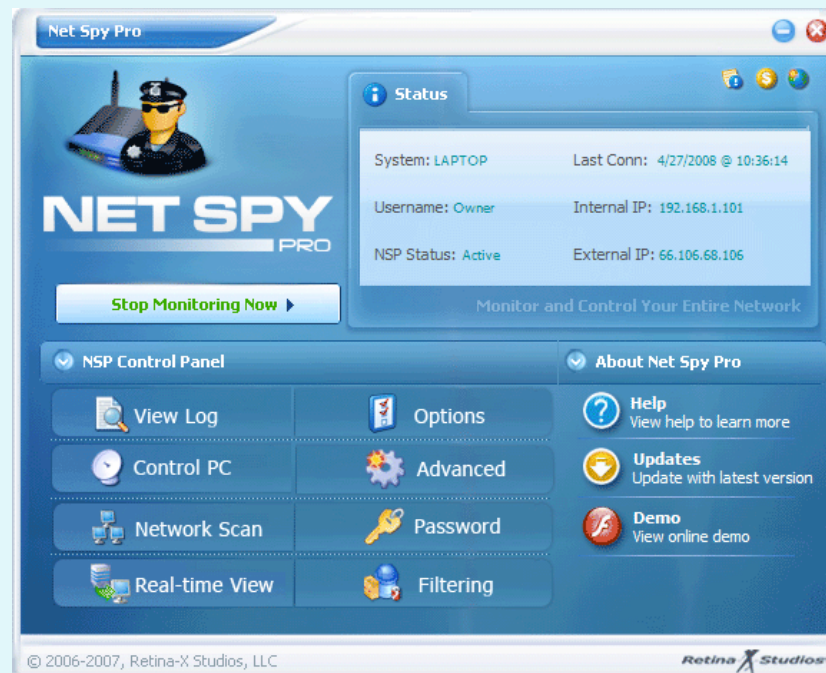 Net Spy Pro
Status
System: LAPTOP
Last Conn: 4/27/2008 @ 10:36:14
Username: Owner
Internal IP: 192.168.1.101
NSP Status: Active
External IP: 66.106.68.106
Monitor and Control Your Entire Network
NET SPY
PRO
Stop Monitoring Now
NSP Control Panel
View Log
Options
Control PC
Advanced
Network Scan
Password
Real-time View
Filtering
About Net Spy Pro
Help
View help to learn more
Updates
Update with latest version
Demo
View online demo
© 2006-2007, Retina-X Studios, LLC
Retina-X Studios